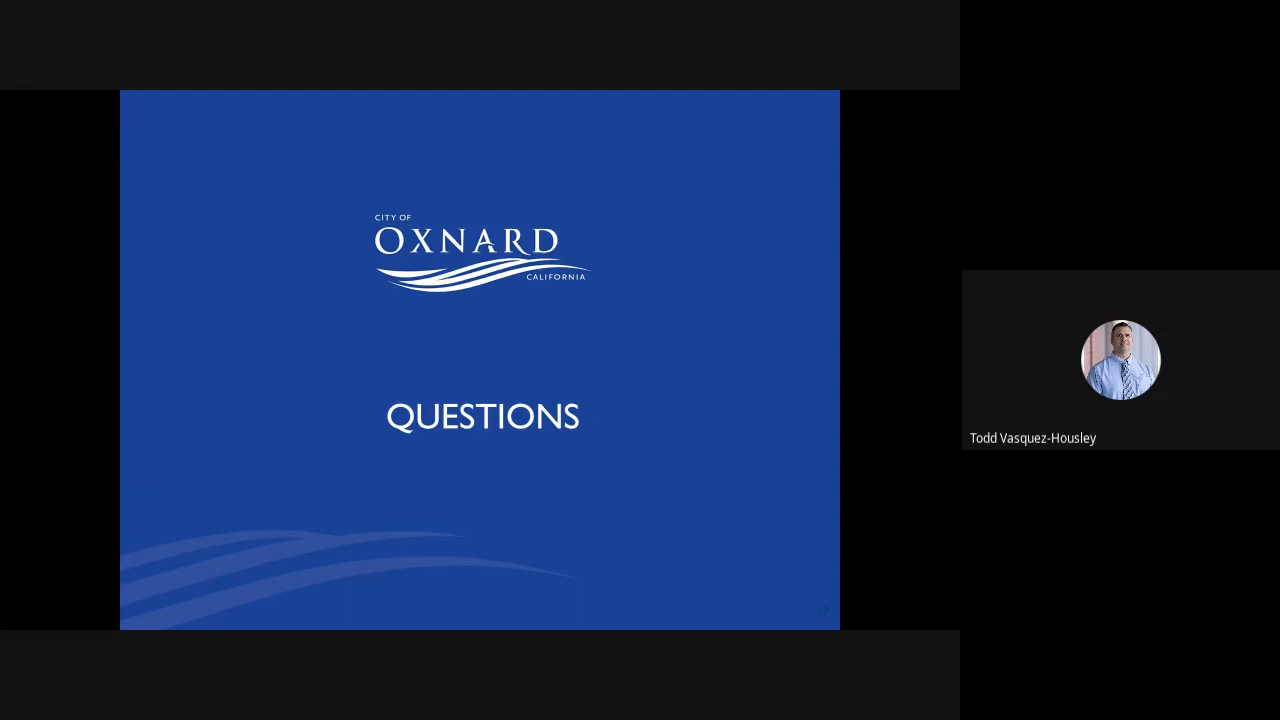 CITY OF
OXNARD
CALIFORNIA
QUESTIONS
Todd Vasquez-Housley